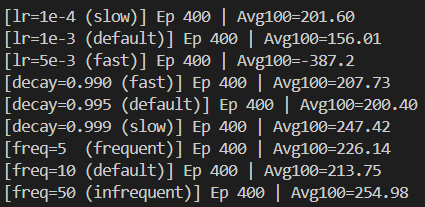 [lr=1e-4 (slow)] Ep 400 | Avg100=201.60
[lr=1e-3 (default)] Ep 400 | Avg100=156.01
[lr=5e-3 (fast)] Ep 400 | Avg100=-387.2
[decay=0.990 (fast)] Ep 400 | Avg100=207.73
[decay=0.995 (default)] Ep 400 | Avg100=200.40
[decay=0.999 (slow)] Ep 400 | Avg100=247.42
[freq=5  (frequent)] Ep 400 | Avg100=226.14
[freq=10 (default)] Ep 400 | Avg100=213.75
[freq=50 (infrequent)] Ep 400 | Avg100=254.98